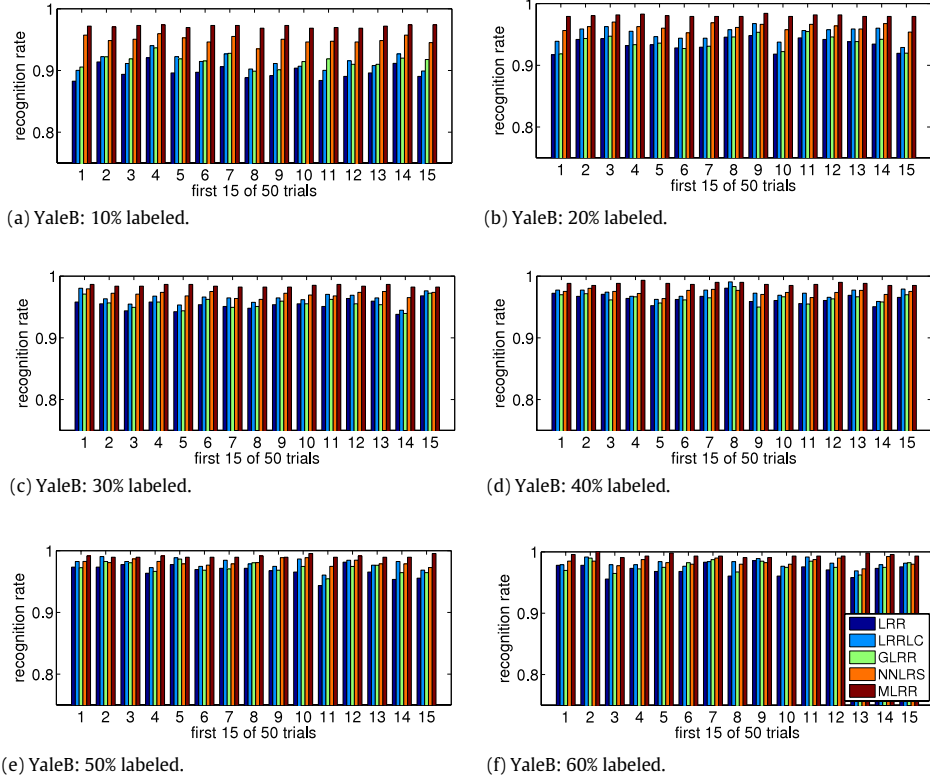 recognition rate
1
0.9
0.8
1 2 3 4 5 6 7 8 9 10 11 12 13 14 15
first 15 of 50 trials
(a) YaleB: 10% labeled.
recognition rate
1
0.9
0.8
1 2 3 4 5 6 7 8 9 10 11 12 13 14 15
first 15 of 50 trials
(b) YaleB: 20% labeled.
recognition rate
1
0.9
0.8
1 2 3 4 5 6 7 8 9 10 11 12 13 14 15
first 15 of 50 trials
(c) YaleB: 30% labeled.
recognition rate
1
0.9
0.8
1 2 3 4 5 6 7 8 9 10 11 12 13 14 15
first 15 of 50 trials
(d) YaleB: 40% labeled.
recognition rate
1
0.9
0.8
1 2 3 4 5 6 7 8 9 10 11 12 13 14 15
first 15 of 50 trials
(e) YaleB: 50% labeled.
recognition rate
1
0.9
0.8
LRR
LRRLC
GLRR
NNLRS
MLRR
1 2 3 4 5 6 7 8 9 10 11 12 13 14 15
first 15 of 50 trials
(f) YaleB: 60% labeled.